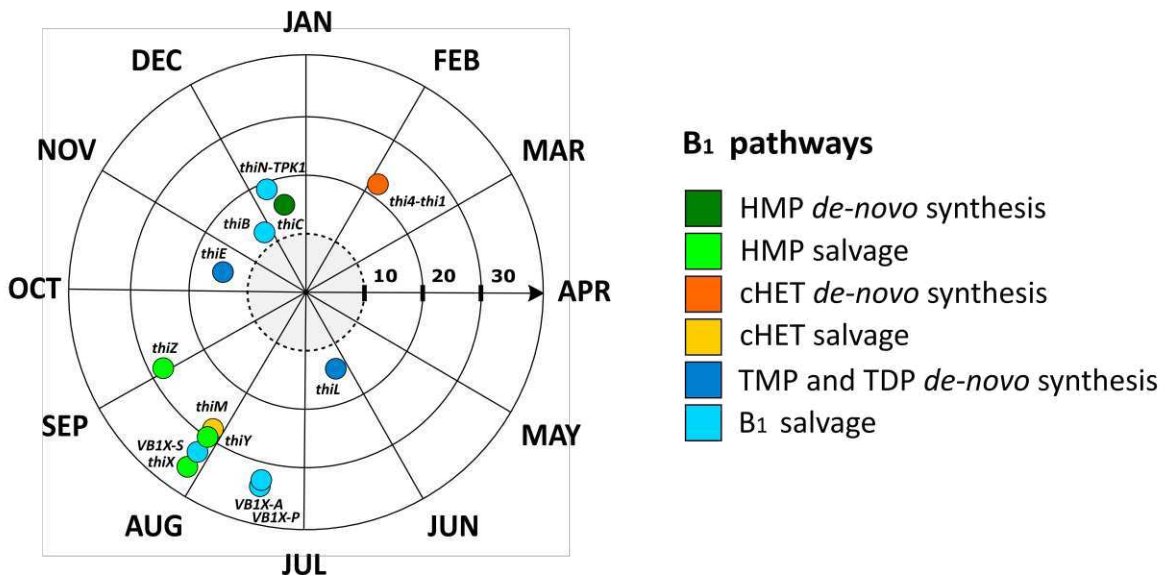 JAN
FEB
MAR
APR
MAY
JUN
JUL
AUG
SEP
OCT
NOV
DEC
10
20
30
thiN-TPK1
thiB
thiC
thi4-thi1
thiE
thiZ
thiL
thiM
thiY
VB1X-S
thiX
VB1X-A
VB1X-P
B1 pathways
HMP de-novo synthesis
HMP salvage
cHET de-novo synthesis
cHET salvage
TMP and TDP de-novo synthesis
B1 salvage